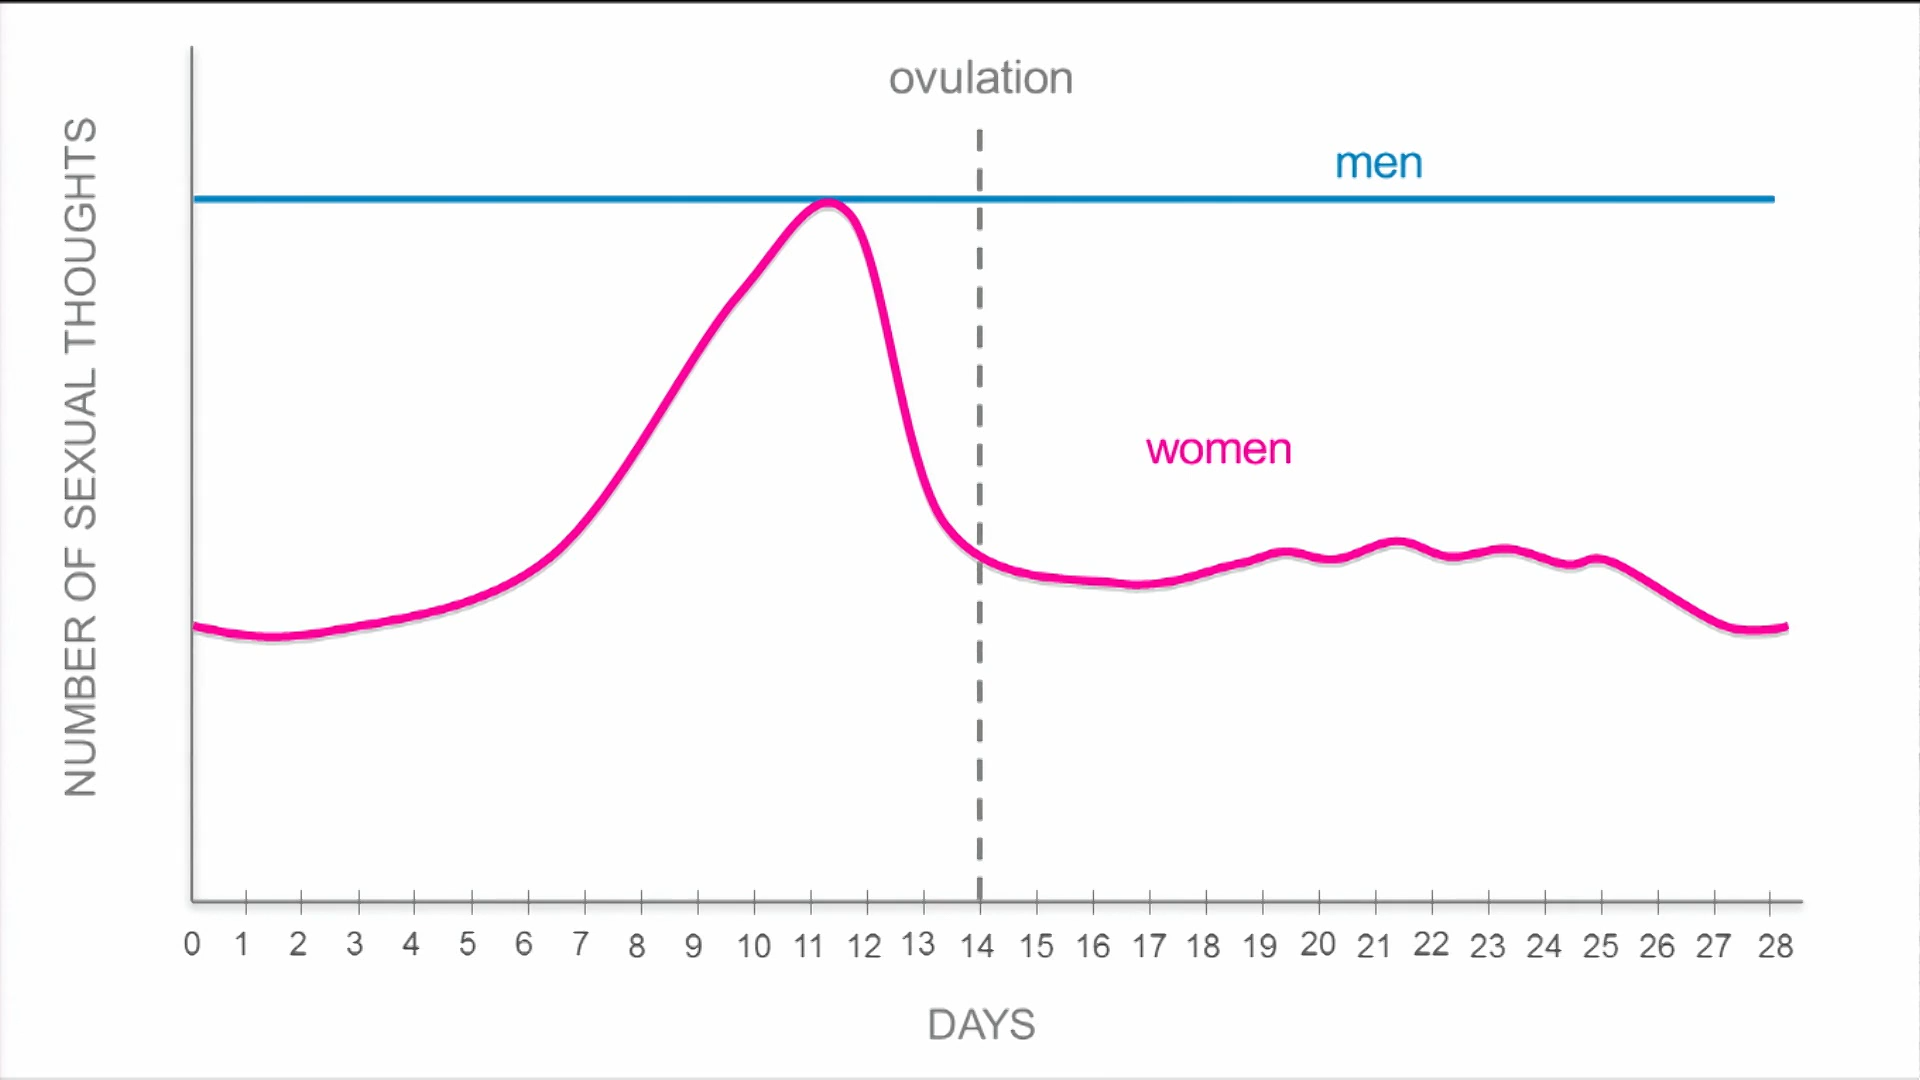 ovulation
men
women
NUMBER OF SEXUAL THOUGHTS
0 1 2 3 4 5 6 7 8 9 10 11 12 13 14 15 16 17 18 19 20 21 22 23 24 25 26 27 28
DAYS